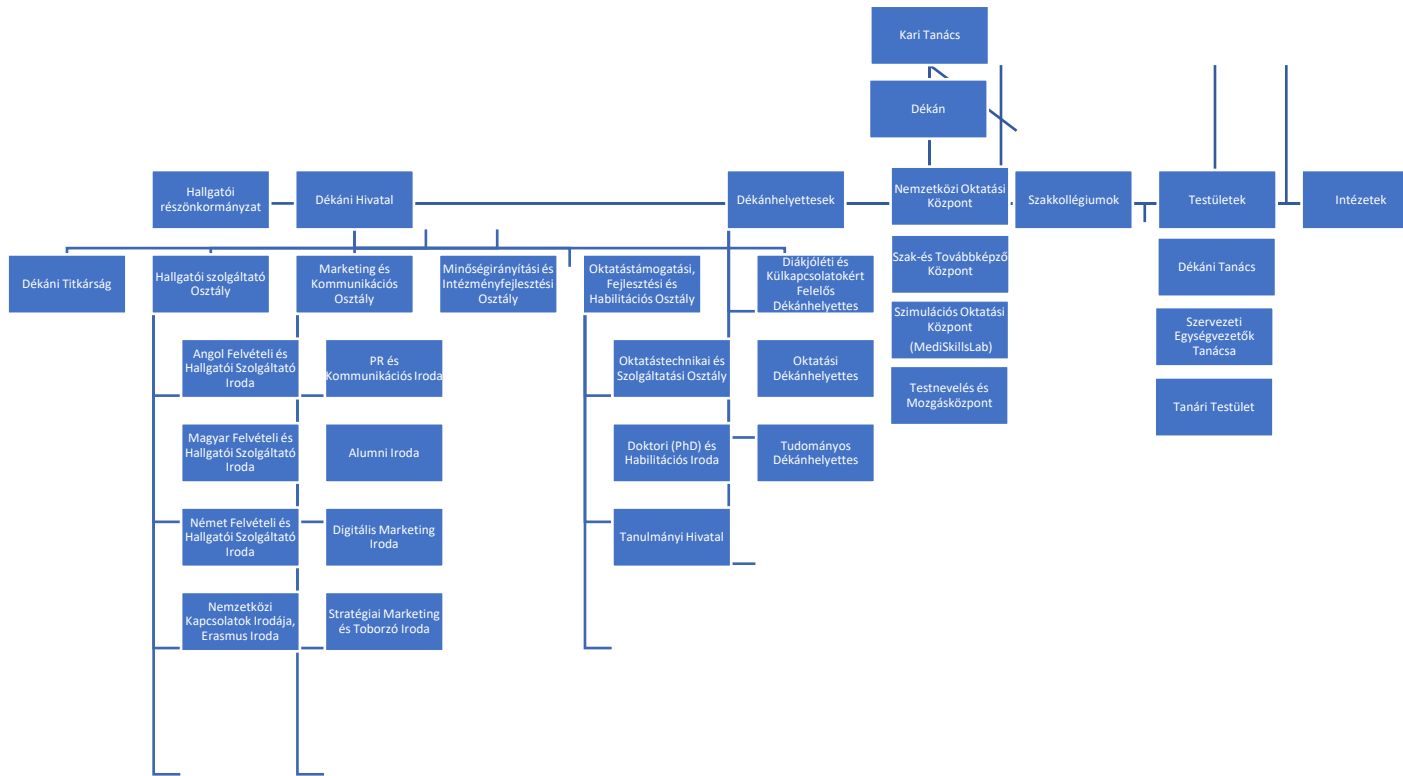 Kari Tanács
Dékán
Hallgatói
részönkormányzat
Dékáni Hivatal
Dékánhelyettesek
Nemzetközi Oktatási
Központ
Szakkollégiumok
Testületek
Intézetek
Dékáni Titkárság
Hallgatói szolgáltató
Osztály
Marketing és
Kommunikációs
Osztály
Minőségirányítási és
Intézményfejlesztési
Osztály
Oktatástámogatási,
Fejlesztési és
Habilitációs Osztály
Diákjóléti és
Külkapcsolatokért
Felelős
Dékánhelyettes
Szak-és Továbbképző
Központ
Dékáni Tanács
Szimulációs Oktatási
Központ
(MediSkillsLab)
Szervezeti
Egységvezetők
Tanácsa
Angol Felvételi és
Hallgatói Szolgáltató
Iroda
PR és
Kommunikációs Iroda
Oktatástechnikai és
Szolgáltatási Osztály
Oktatási
Dékánhelyettes
Testnevelés és
Mozgásközpont
Tanári Testület
Magyar Felvételi és
Hallgatói Szolgáltató
Iroda
Alumni Iroda
Doktori (PhD) és
Habilitációs Iroda
Tudományos
Dékánhelyettes
Német Felvételi és
Hallgatói Szolgáltató
Iroda
Digitális Marketing
Iroda
Tanulmányi Hivatal
Nemzetközi
Kapcsolatok Irodája,
Erasmus Iroda
Stratégiai Marketing
és Toborzó Iroda